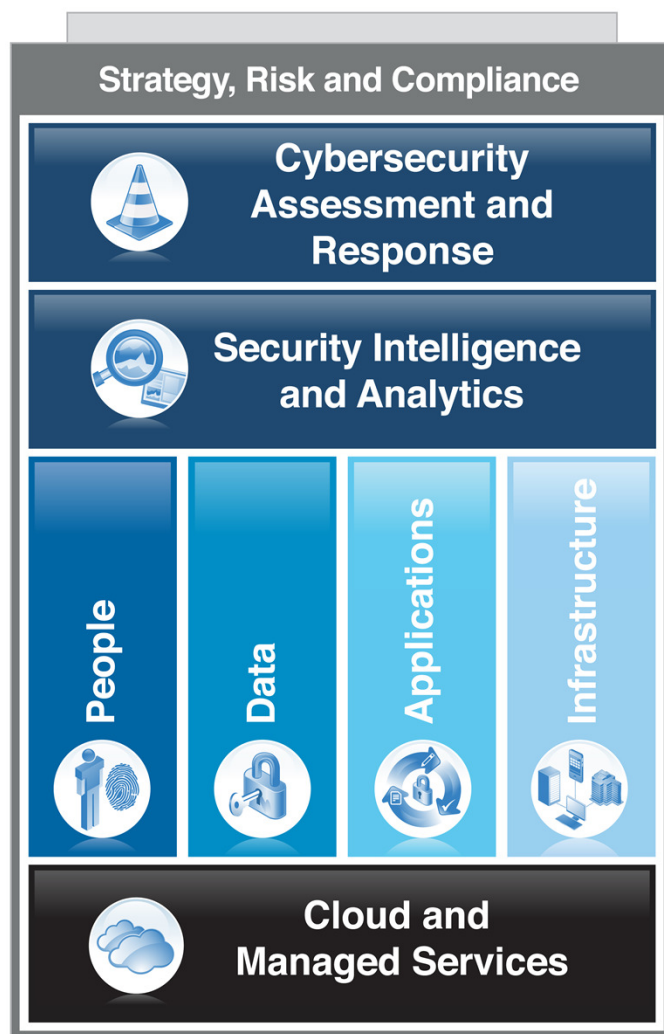 Strategy, Risk and Compliance
Cybersecurity
Assessment and
Response
Security Intelligence
and Analytics
People
Data
Applications
Infrastructure
Cloud and
Managed Services